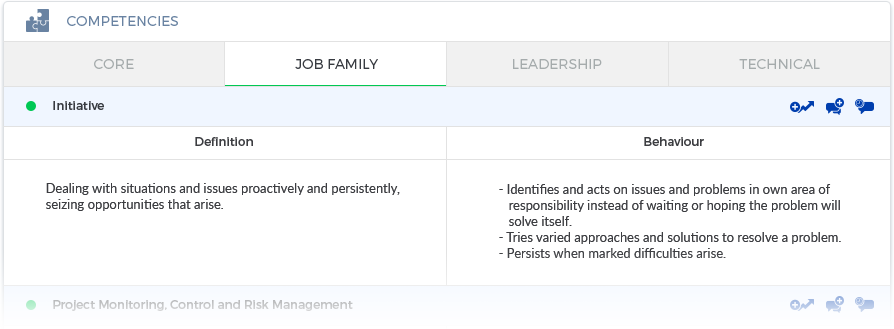 COMPETENCIES
CORE
JOB FAMILY
LEADERSHIP
TECHNICAL
Initiative
Definition
Behaviour
Dealing with situations and issues proactively and persistently,
seizing opportunities that arise.
- Identifies and acts on issues and problems in own area of
responsibility instead of waiting or hoping the problem will
solve itself.
- Tries varied approaches and solutions to resolve a problem.
- Persists when marked difficulties arise.
Project Monitoring, Control and Risk Management